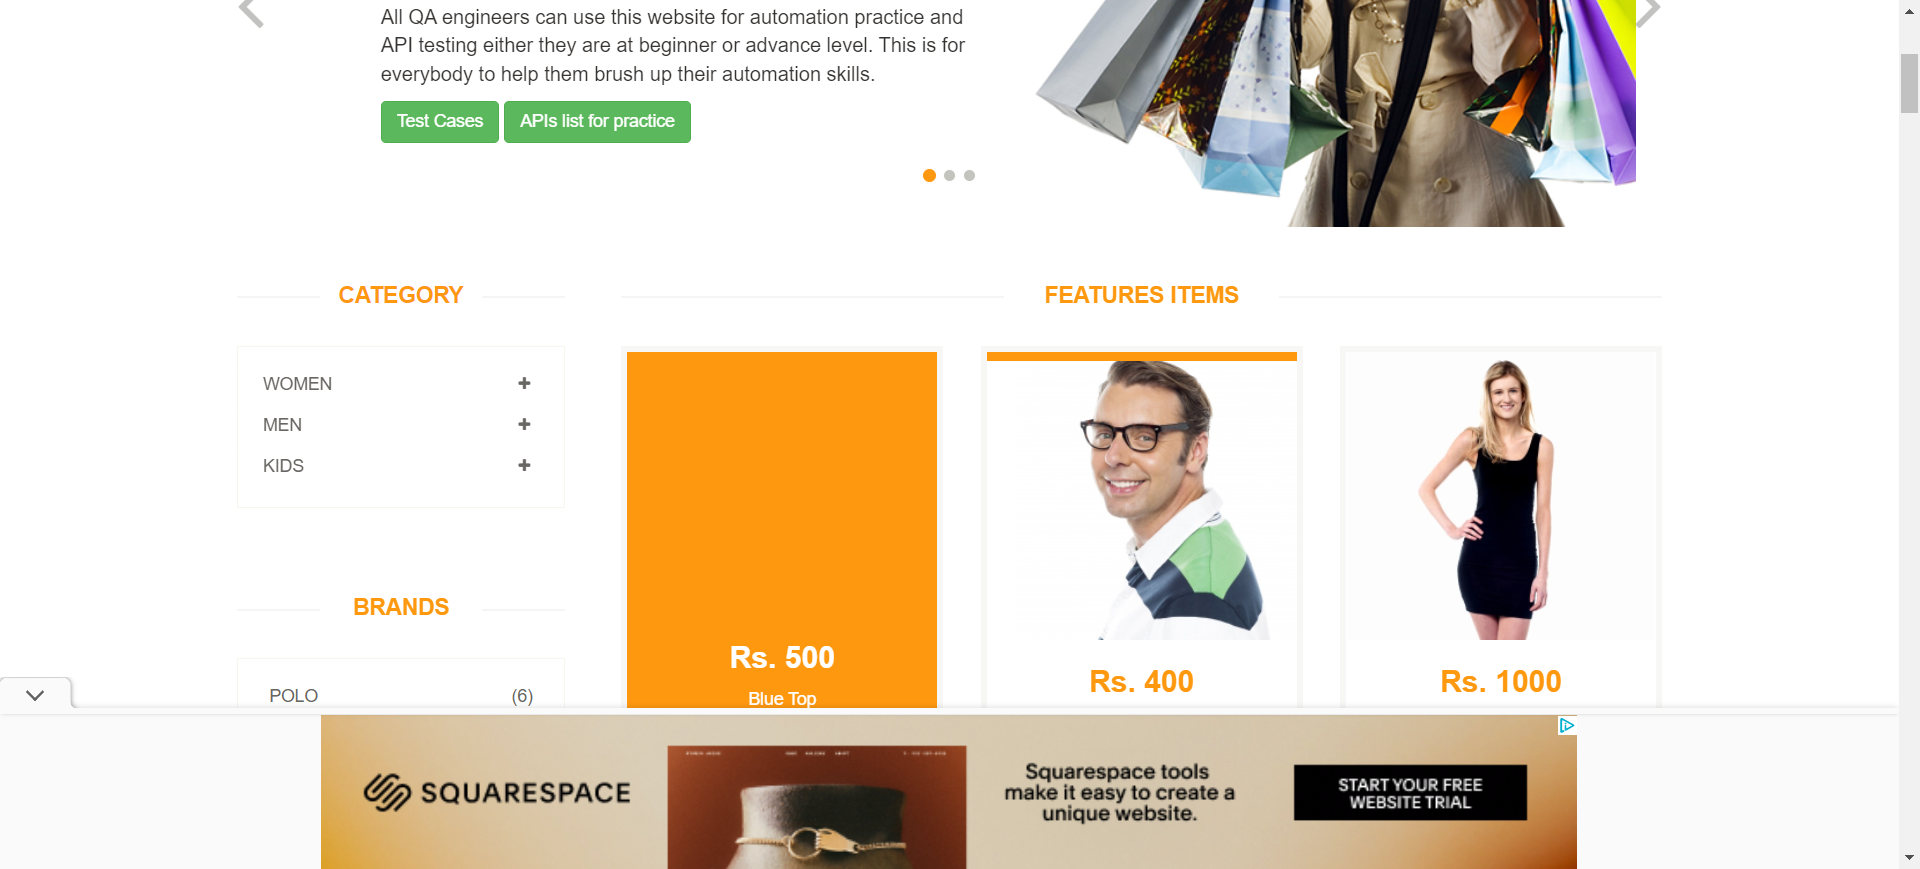 All QA engineers can use this website for automation practice and
API testing either they are at beginner or advance level. This is for
everybody to help them brush up their automation skills.
Test Cases
APIs list for practice
CATEGORY
WOMEN
MEN
KIDS
BRANDS
POLO (6)
FEATURES ITEMS
Rs. 500
Blue Top
Rs. 400
Rs. 1000
SQUARESPACE
Squarespace tools
make it easy to create a
unique website.
START YOUR FREE
WEBSITE TRIAL